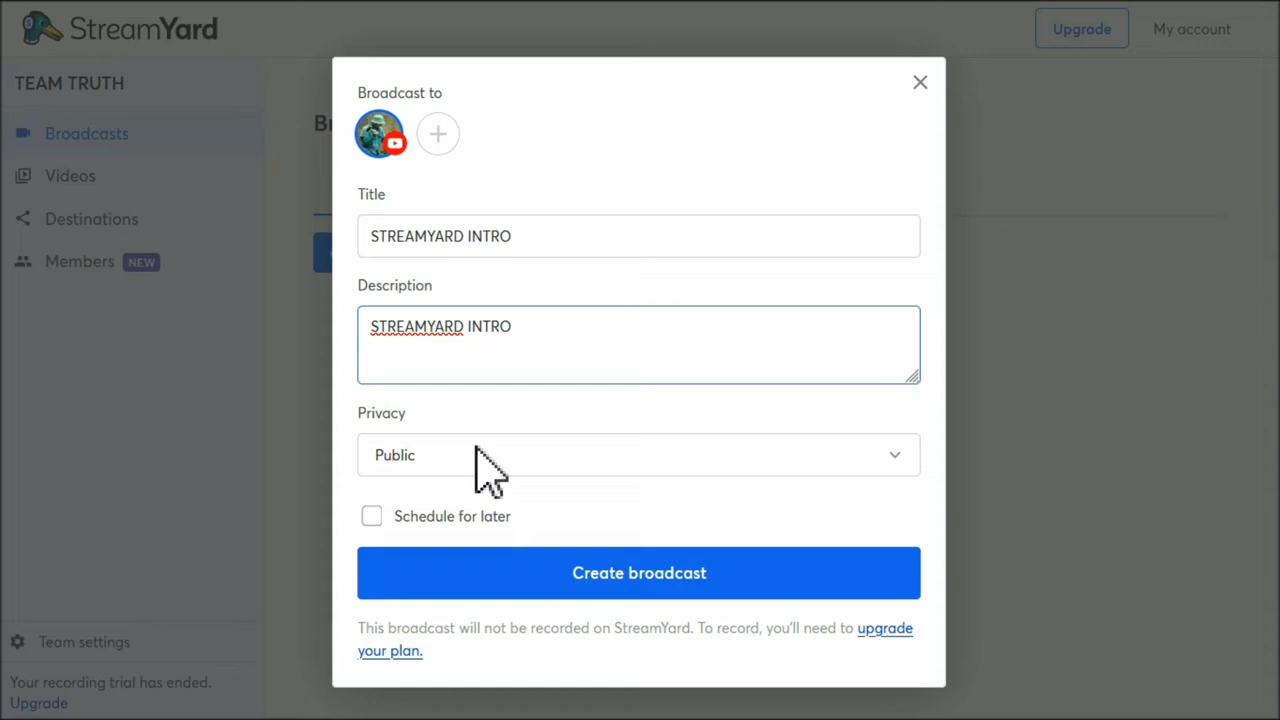 StreamYard
Upgrade
My account
TEAM TRUTH
Broadcasts
Videos
Destinations
Members NEW
Team settings
Your recording trial has ended.
Upgrade
Broadcast to
Title
STREAMYARD INTRO
Description
STREAMYARD INTRO
Privacy
Public
Schedule for later
Create broadcast
This broadcast will not be recorded on StreamYard. To record, you'll need to upgrade
your plan.